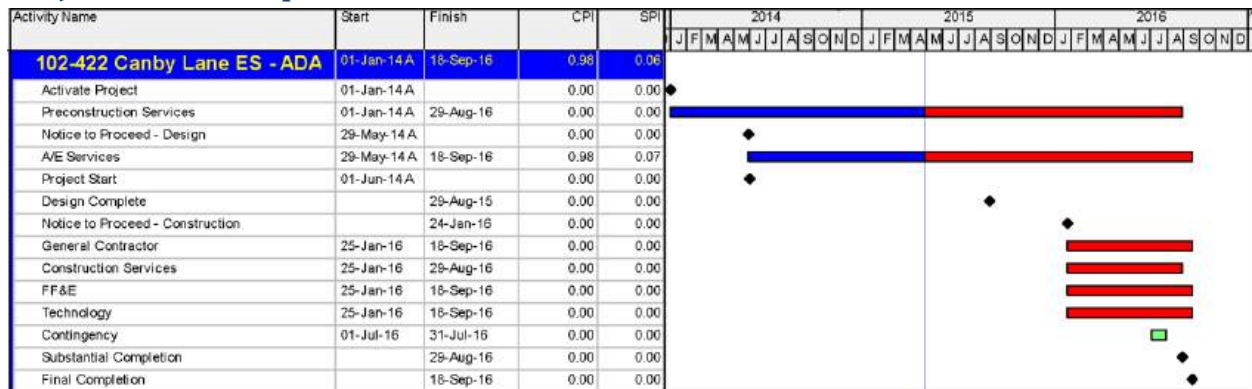 Activity Name Start Finish CPI SPI 2014 2015 2016
J F M A M J J A S O N D J F M A M J J A S O N D J F M A M J J A S O N D
102-422 Canby Lane ES - ADA 01-Jan-14 A 18-Sep-16 0.98 0.06
Activate Project 01-Jan-14 A 0.00 0.00
Preconstruction Services 01-Jan-14 A 29-Aug-16 0.00 0.00
Notice to Proceed - Design 29-May-14 A 0.00 0.00
A/E Services 29-May-14 A 18-Sep-16 0.98 0.07
Project Start 01-Jun-14 A 0.00 0.00
Design Complete 29-Aug-15 0.00 0.00
Notice to Proceed - Construction 24-Jan-16 0.00 0.00
General Contractor 25-Jan-16 18-Sep-16 0.00 0.00
Construction Services 25-Jan-16 29-Aug-16 0.00 0.00
FF&E 25-Jan-16 18-Sep-16 0.00 0.00
Technology 25-Jan-16 18-Sep-16 0.00 0.00
Contingency 01-Jul-16 31-Jul-16 0.00 0.00
Substantial Completion 29-Aug-16 0.00 0.00
Final Completion 18-Sep-16 0.00 0.00